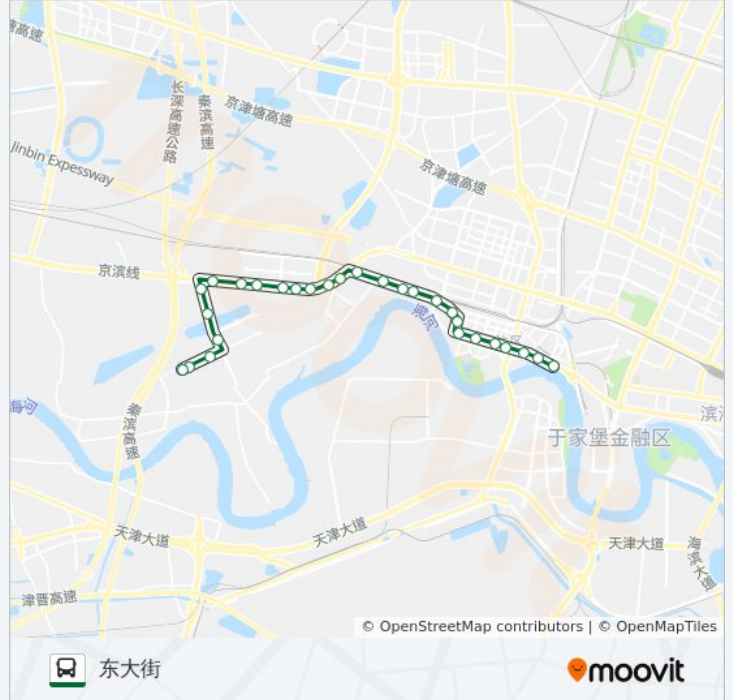 塘高速
长深高速公路
秦滨高速
京津塘高速
Jinbin Expessway
京津塘高速
京滨线
海河
海河
秦滨高速
滨
于家堡金融区
天津大道
天津大道
天津大道
海滨大道
津晋高速
© OpenStreetMap contributors | © OpenMapTiles
东大街
moovit